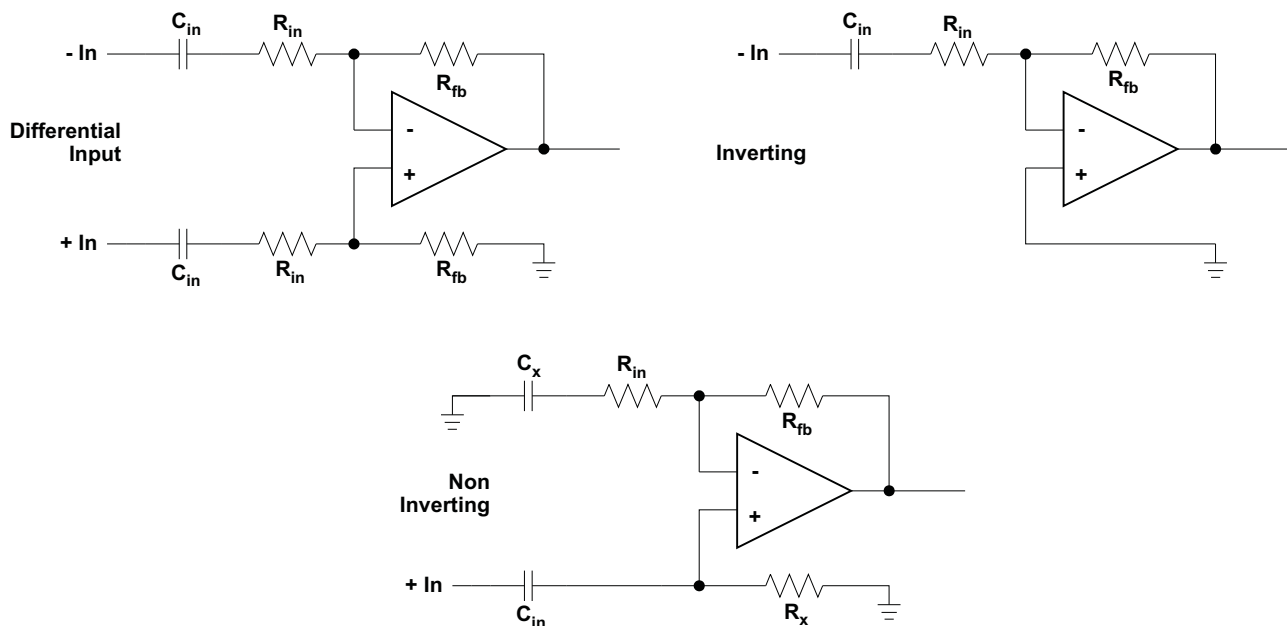 C_in
R_in
- In
R_fb
Differential
Input
-
+
+ In
C_in
R_in
R_fb
C_in
R_in
- In
R_fb
Inverting
-
+
C_x
R_in
R_fb
Non
Inverting
-
+
+ In
C_in
R_x